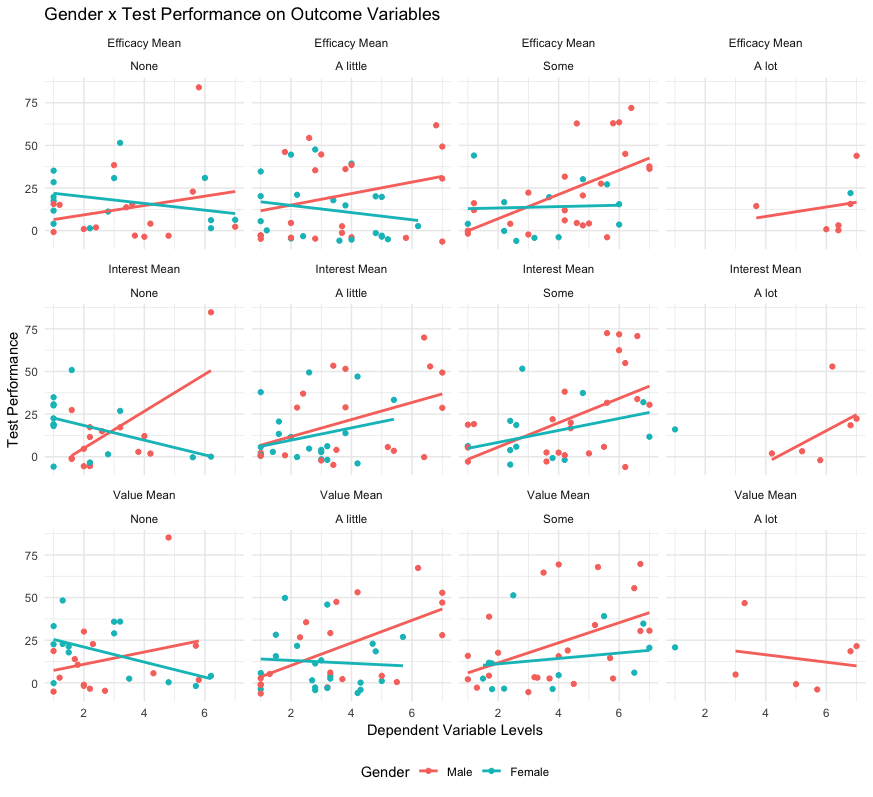 Gender x Test Performance on Outcome Variables
Efficacy Mean Efficacy Mean Efficacy Mean Efficacy Mean
None A little Some A lot
75
50
25
0
Interest Mean Interest Mean Interest Mean Interest Mean
None A little Some A lot
75
50
25
0
Test Performance
Value Mean Value Mean Value Mean Value Mean
None A little Some A lot
75
50
25
0
2 4 6 2 4 6 2 4 6 2 4 6
Dependent Variable Levels
Gender Male Female